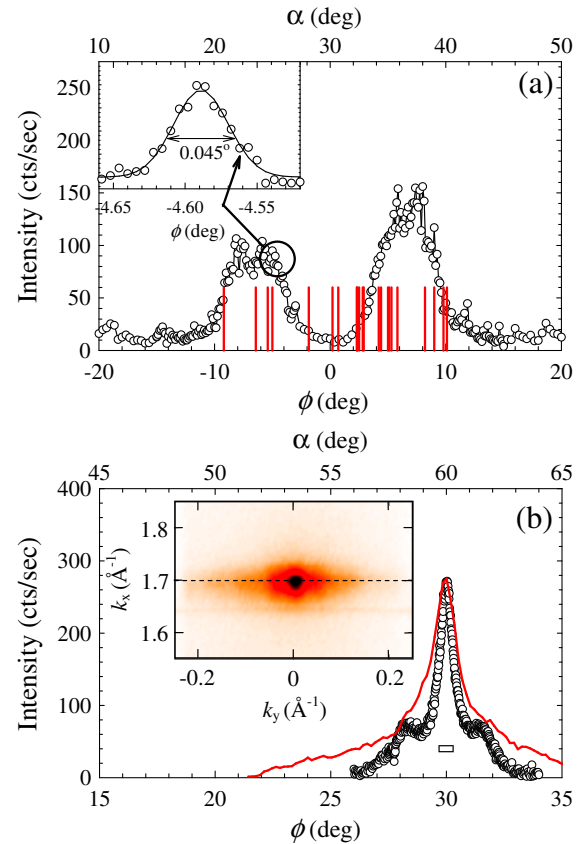 α (deg)
10 20 30 40 50
(a)
250
200
150
100
50
0
Intensity (cts/sec)
0.045°
-4.65 -4.60 -4.55
ϕ (deg)
-20 -10 0 10 20
ϕ (deg)
α (deg)
45 50 55 60 65
(b)
400
300
200
100
0
Intensity (cts/sec)
1.8
1.7
1.6
kx (Å-1)
-0.2 0 0.2
ky (Å-1)
15 20 25 30 35
ϕ (deg)